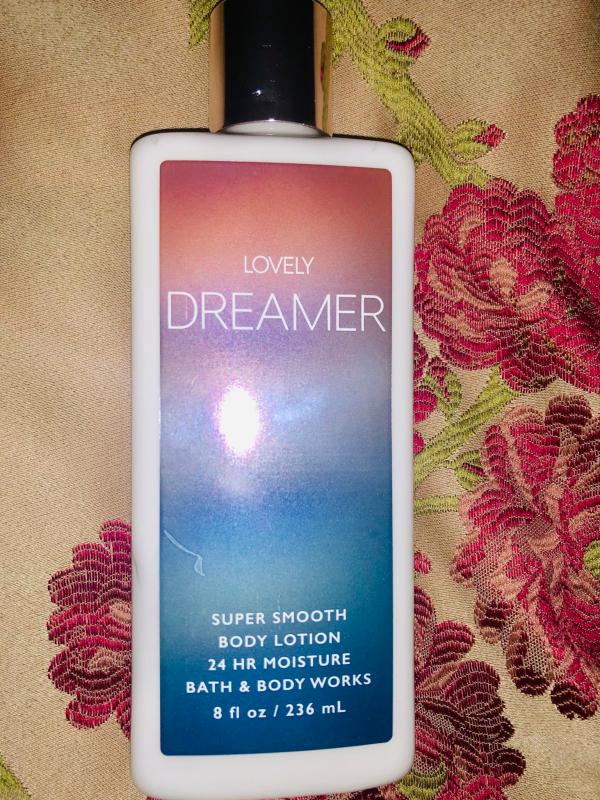 LOVELY
DREAMER
SUPER SMOOTH
BODY LOTION
24 HR MOISTURE
BATH & BODY WORKS
8 fl oz / 236 mL